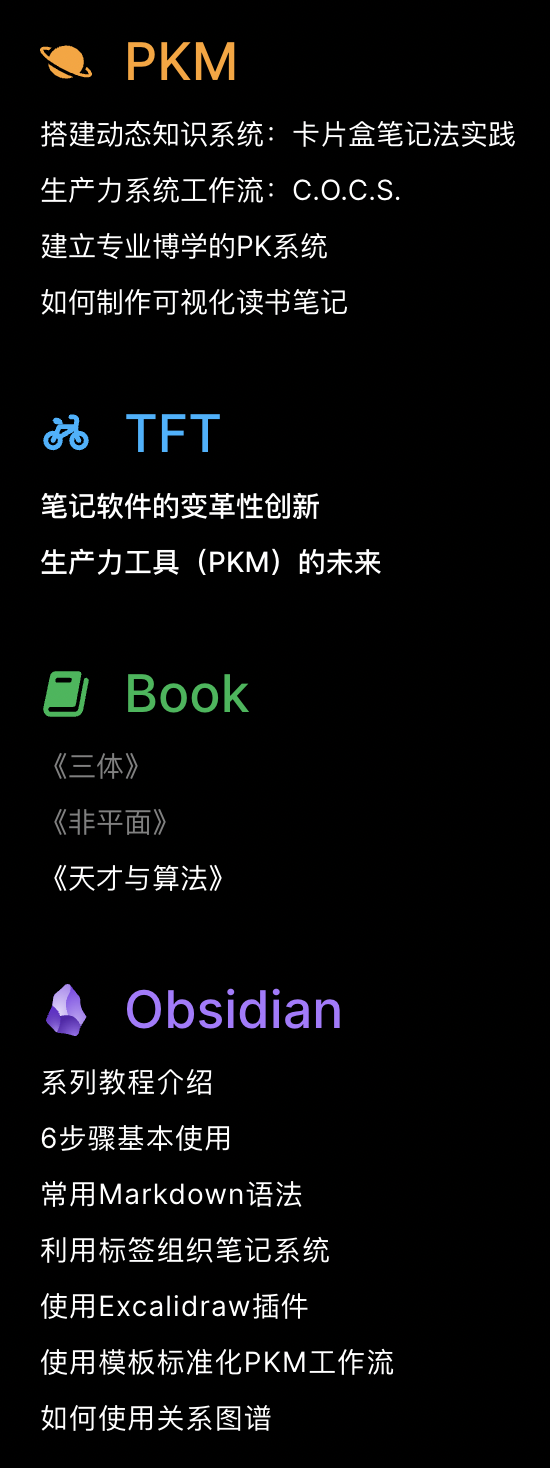 PKM
搭建动态知识系统：卡片盒笔记法实践
生产力系统工作流：C.O.C.S.
建立专业博学的PK系统
如何制作可视化读书笔记
TFT
笔记软件的变革性创新
生产力工具（PKM）的未来
Book
《三体》
《非平面》
《天才与算法》
Obsidian
系列教程介绍
6步骤基本使用
常用Markdown语法
利用标签组织笔记系统
使用Excalidraw插件
使用模板标准化PKM工作流
如何使用关系图谱